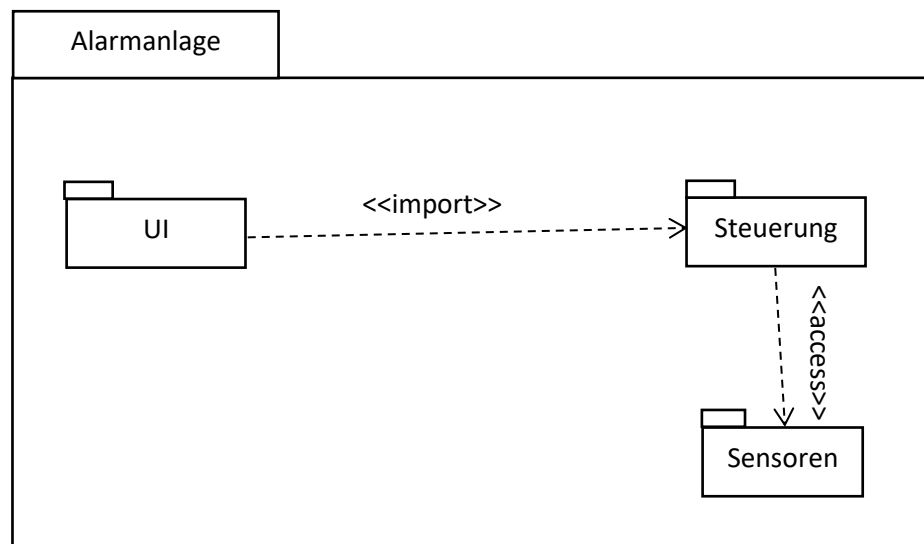 Alarmanlage
<<import>>
UI
Steuerung
<<access>>
Sensoren